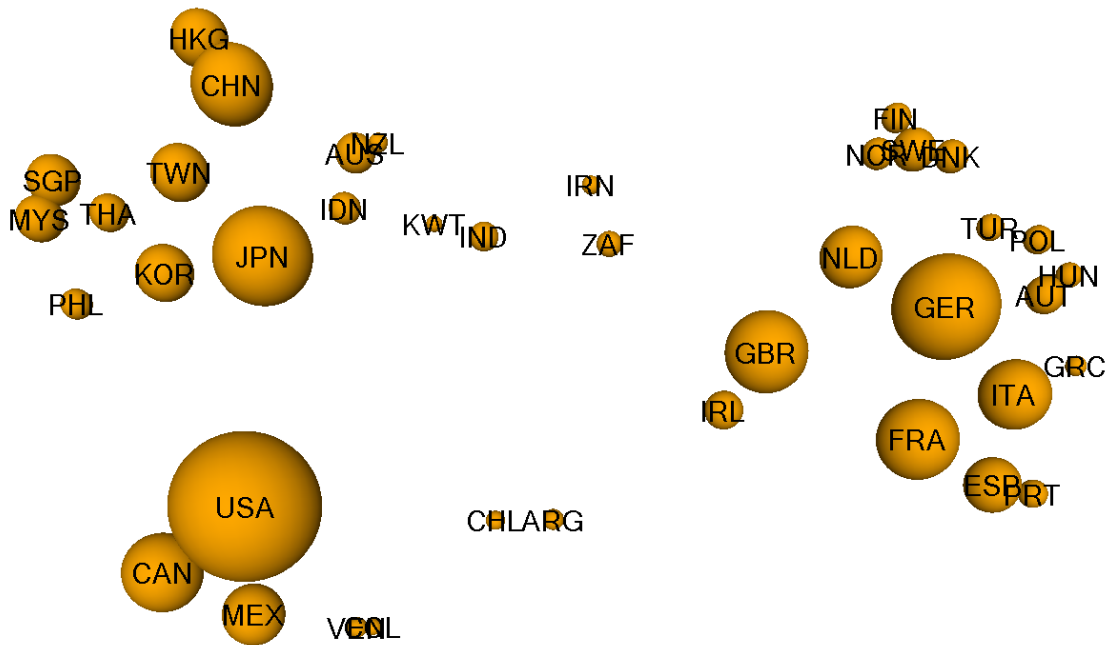 HKG
CHN
FIN
AUS
NZL
NOR
SWE
DNK
SGP
TWN
IRN
MYS
THA
IDN
KWT
IND
ZAF
TUR
POL
NLD
JPN
KOR
HUN
PHL
AUT
GER
GBR
GRC
ITA
IRL
FRA
ESP
PRT
USA
CHL
ARG
CAN
MEX
VEN
COL